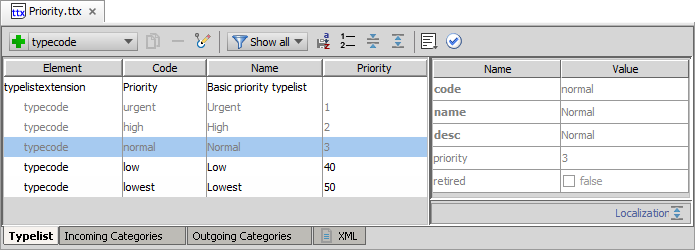 ttx Priority.ttx ×
typecode Show all
Element Code Name Priority
typelistextension Priority Basic priority typelist
typecode urgent Urgent 1
typecode high High 2
typecode normal Normal 3
typecode low Low 40
typecode lowest Lowest 50
Name Value
code normal
name Normal
desc Normal
priority 3
retired false
Localization
Typelist Incoming Categories Outgoing Categories XML